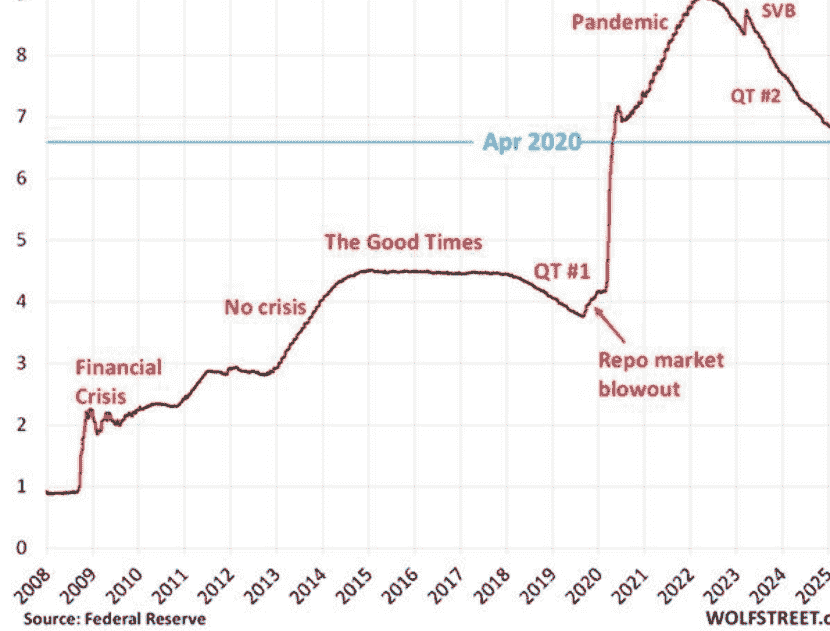 Pandemic
SVB
8
QT #2
7
Apr 2020
6
5
The Good Times
QT #1
4
No crisis
3
Financial
Crisis
Repo market
blowout
2
1
0
2008 2009 2010 2011 2012 2013 2014 2015 2016 2017 2018 2019 2020 2021 2022 2023 2024 2025
Source: Federal Reserve
WOLFSTREET.c